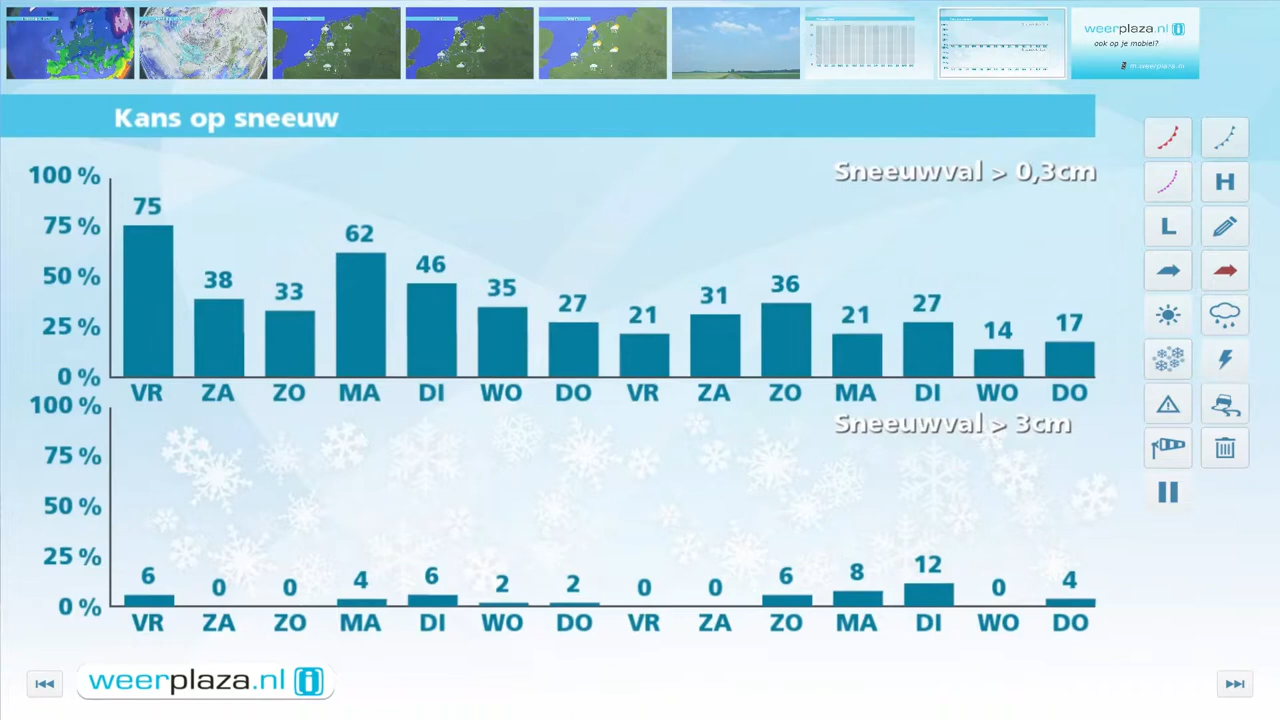 weerplaza.nl i
ook op je mobiel?
m.weerplaza.nl
Kans op sneeuw
Sneeuwval > 0,3cm
100 %
75 %
50 %
25 %
0 %
75 38 33 62 46 35 27 21 31 36 21 27 14 17
VR ZA ZO MA DI WO DO VR ZA ZO MA DI WO DO
Sneeuwval > 3cm
100 %
75 %
50 %
25 %
0 %
6 0 0 4 6 2 2 0 0 6 8 12 0 4
VR ZA ZO MA DI WO DO VR ZA ZO MA DI WO DO
H
L
weerplaza.nl i